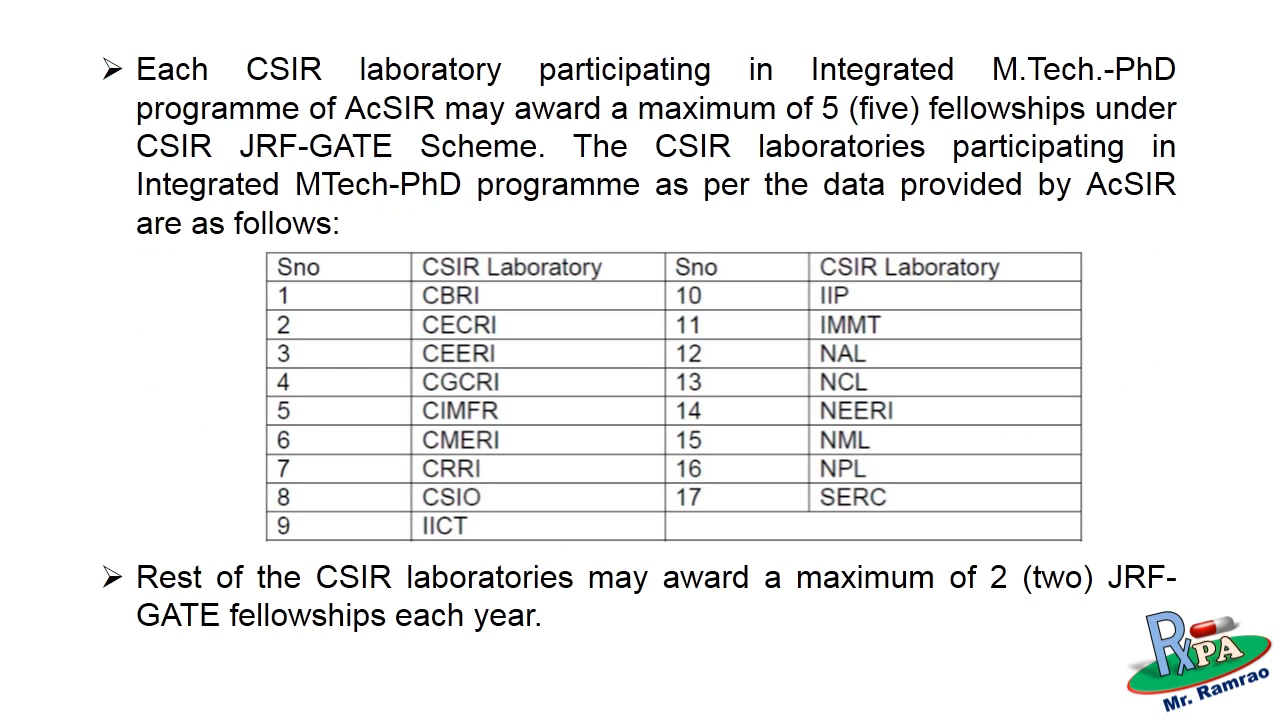 ➢ Each CSIR laboratory participating in Integrated M.Tech.-PhD
programme of AcSIR may award a maximum of 5 (five) fellowships under
CSIR JRF-GATE Scheme. The CSIR laboratories participating in
Integrated MTech-PhD programme as per the data provided by AcSIR
are as follows:
Sno CSIR Laboratory Sno CSIR Laboratory
1 CBRI 10 IIP
2 CECRI 11 IMMT
3 CEERI 12 NAL
4 CGCRI 13 NCL
5 CIMFR 14 NEERI
6 CMERI 15 NML
7 CRRI 16 NPL
8 CSIO 17 SERC
9 IICT
➢ Rest of the CSIR laboratories may award a maximum of 2 (two) JRF-
GATE fellowships each year.
Rx PA
Mr. Ramrao